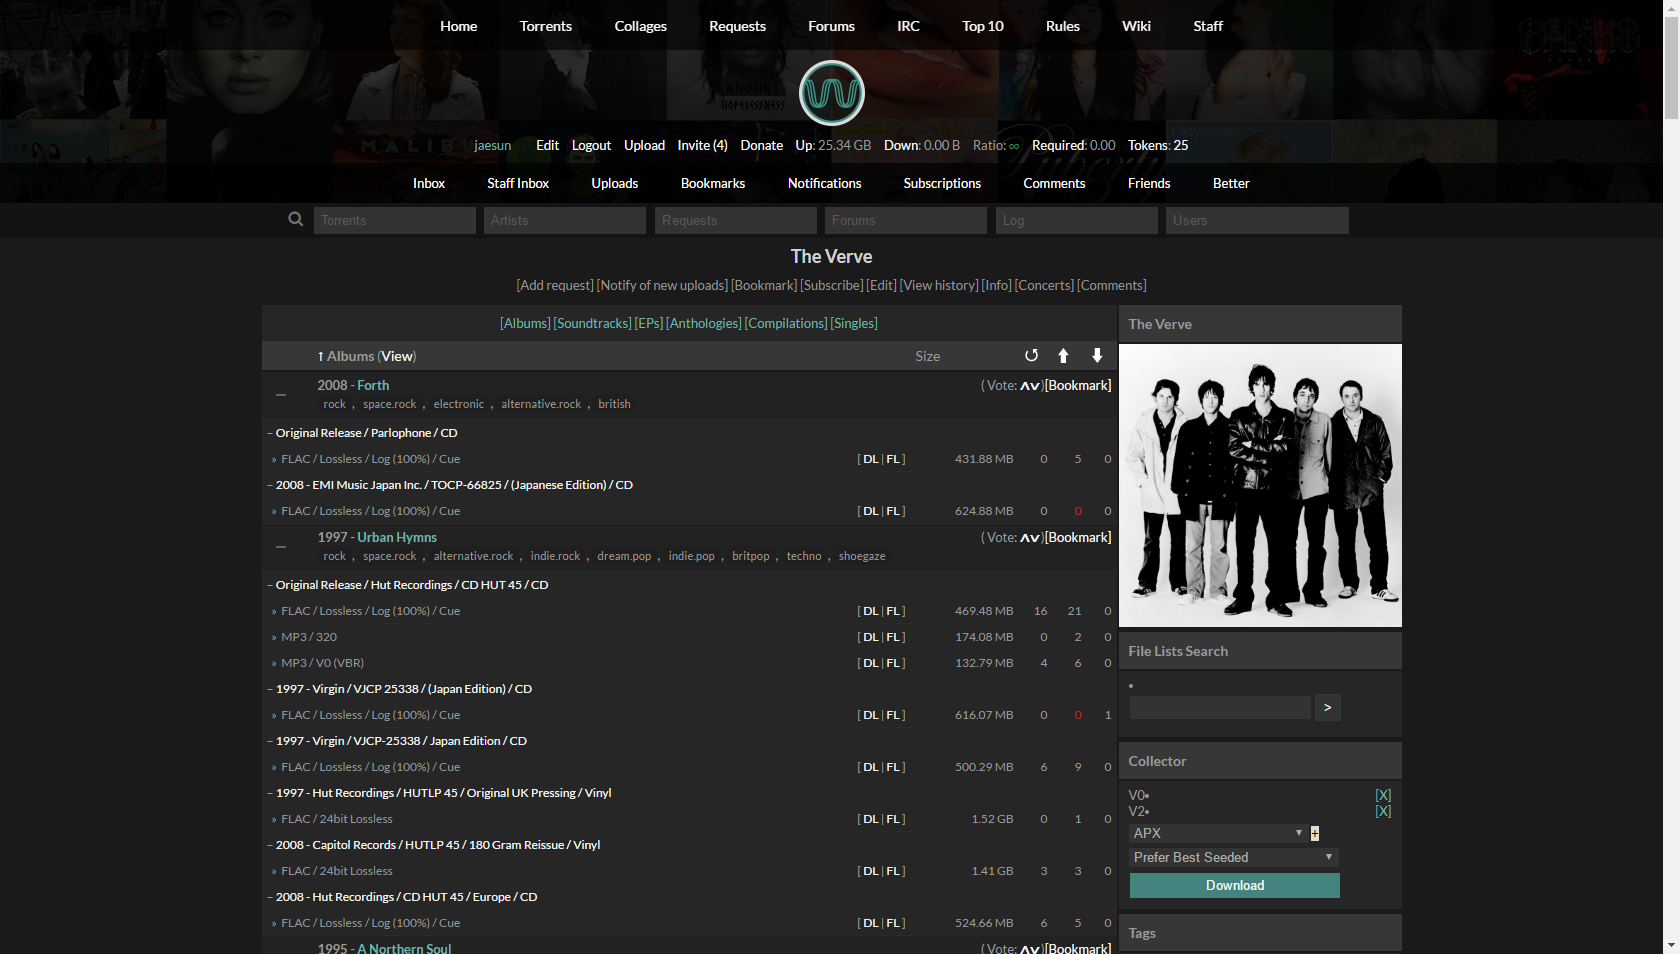 Home Torrents Collages Requests Forums IRC Top 10 Rules Wiki Staff
jaesun Edit Logout Upload Invite (4) Donate Up: 25.34 GB Down: 0.00 B Ratio: ∞ Required: 0.00 Tokens: 25
Inbox Staff Inbox Uploads Bookmarks Notifications Subscriptions Comments Friends Better
Torrents Artists Requests Forums Log Users
The Verve
[Add request] [Notify of new uploads] [Bookmark] [Subscribe] [Edit] [View history] [Info] [Concerts] [Comments]
[Albums] [Soundtracks] [EPs] [Anthologies] [Compilations] [Singles]
↑ Albums (View) Size
2008 - Forth (Vote: ʌv) [Bookmark]
rock , space.rock , electronic , alternative.rock , british
− Original Release / Parlophone / CD
» FLAC / Lossless / Log (100%) / Cue [ DL | FL ] 431.88 MB 0 5 0
− 2008 - EMI Music Japan Inc. / TOCP-66825 / (Japanese Edition) / CD
» FLAC / Lossless / Log (100%) / Cue [ DL | FL ] 624.88 MB 0 0 0
1997 - Urban Hymns (Vote: ʌv) [Bookmark]
rock , space.rock , alternative.rock , indie.rock , dream.pop , indie.pop , britpop , techno , shoegaze
− Original Release / Hut Recordings / CD HUT 45 / CD
» FLAC / Lossless / Log (100%) / Cue [ DL | FL ] 469.48 MB 16 21 0
» MP3 / 320 [ DL | FL ] 174.08 MB 0 2 0
» MP3 / V0 (VBR) [ DL | FL ] 132.79 MB 4 6 0
− 1997 - Virgin / VJCP 25338 / (Japan Edition) / CD
» FLAC / Lossless / Log (100%) / Cue [ DL | FL ] 616.07 MB 0 0 1
− 1997 - Virgin / VJCP-25338 / Japan Edition / CD
» FLAC / Lossless / Log (100%) / Cue [ DL | FL ] 500.29 MB 6 9 0
− 1997 - Hut Recordings / HUTLP 45 / Original UK Pressing / Vinyl
» FLAC / 24bit Lossless [ DL | FL ] 1.52 GB 0 1 0
− 2008 - Capitol Records / HUTLP 45 / 180 Gram Reissue / Vinyl
» FLAC / 24bit Lossless [ DL | FL ] 1.41 GB 3 3 0
− 2008 - Hut Recordings / CD HUT 45 / Europe / CD
» FLAC / Lossless / Log (100%) / Cue [ DL | FL ] 524.66 MB 6 5 0
1995 - A Northern Soul (Vote: ʌv) [Bookmark]
The Verve
File Lists Search
>
Collector
V0• [X]
V2• [X]
APX +
Prefer Best Seeded
Download
Tags